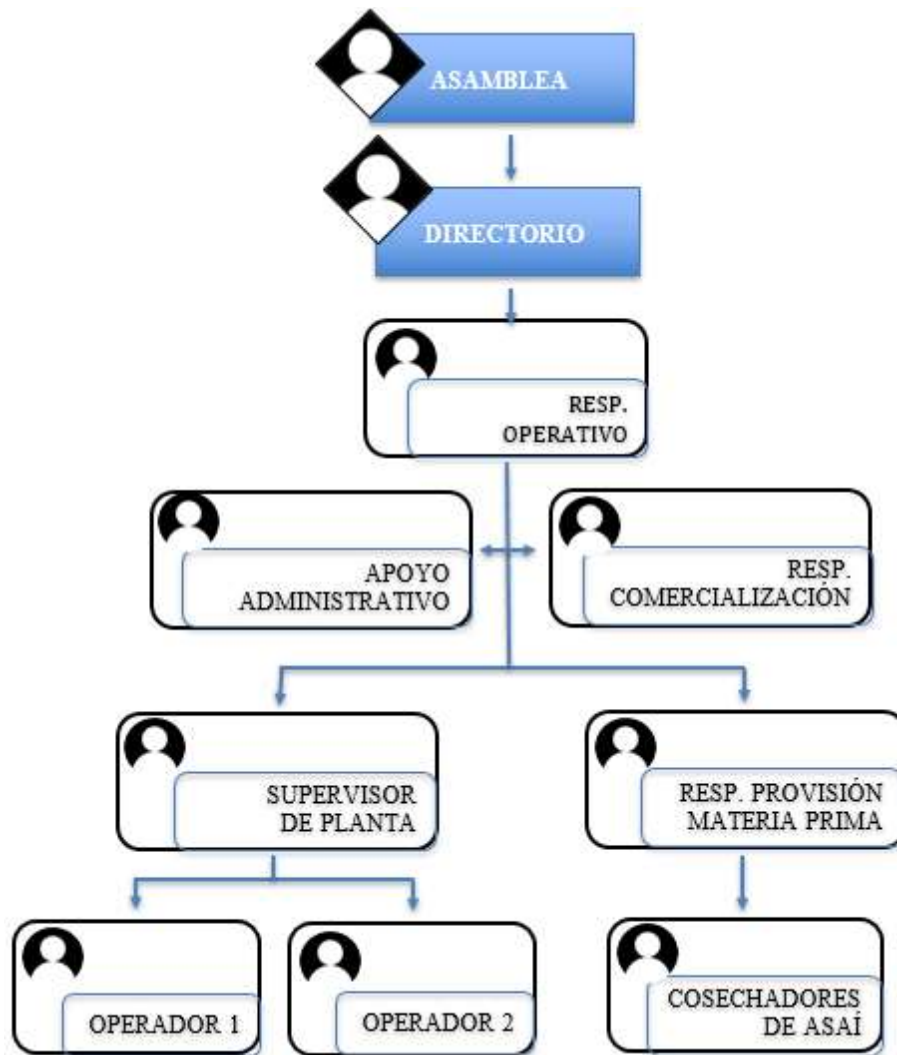 ASAMBLEA
DIRECTORIO
RESP.
OPERATIVO
APOYO
ADMINISTRATIVO
RESP.
COMERCIALIZACIÓN
SUPERVISOR
DE PLANTA
RESP. PROVISIÓN
MATERIA PRIMA
OPERADOR 1
OPERADOR 2
COSECHADORES
DE ASAÍ